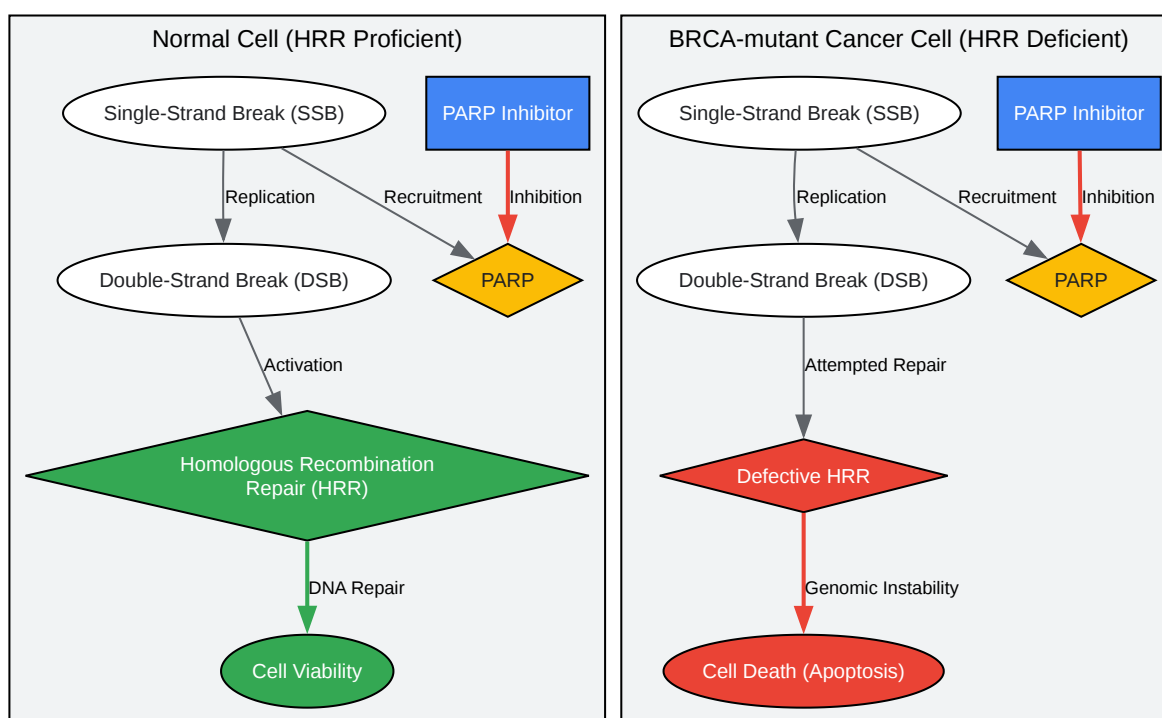 Normal Cell (HRR Proficient)
Single-Strand Break (SSB)
PARP Inhibitor
Replication
Recruitment
Inhibition
Double-Strand Break (DSB)
PARP
Activation
Homologous Recombination
Repair (HRR)
DNA Repair
Cell Viability
BRCA-mutant Cancer Cell (HRR Deficient)
Single-Strand Break (SSB)
PARP Inhibitor
Replication
Recruitment
Inhibition
Double-Strand Break (DSB)
PARP
Attempted Repair
Defective HRR
Genomic Instability
Cell Death (Apoptosis)